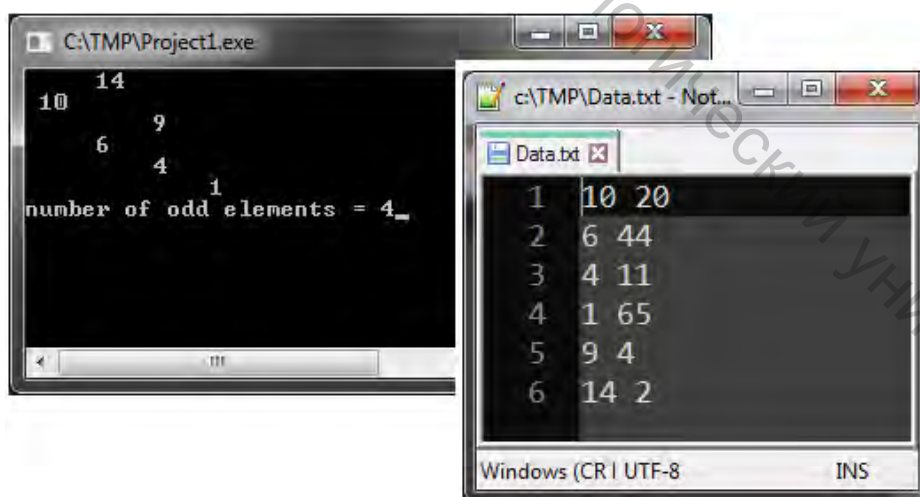 C:\TMP\Project1.exe
14
10
9
6
4
1
number of odd elements = 4_
c:\TMP\Data.txt - Not...
Data.txt
1 10 20
2 6 44
3 4 11
4 1 65
5 9 4
6 14 2
Windows (CR I UTF-8 INS